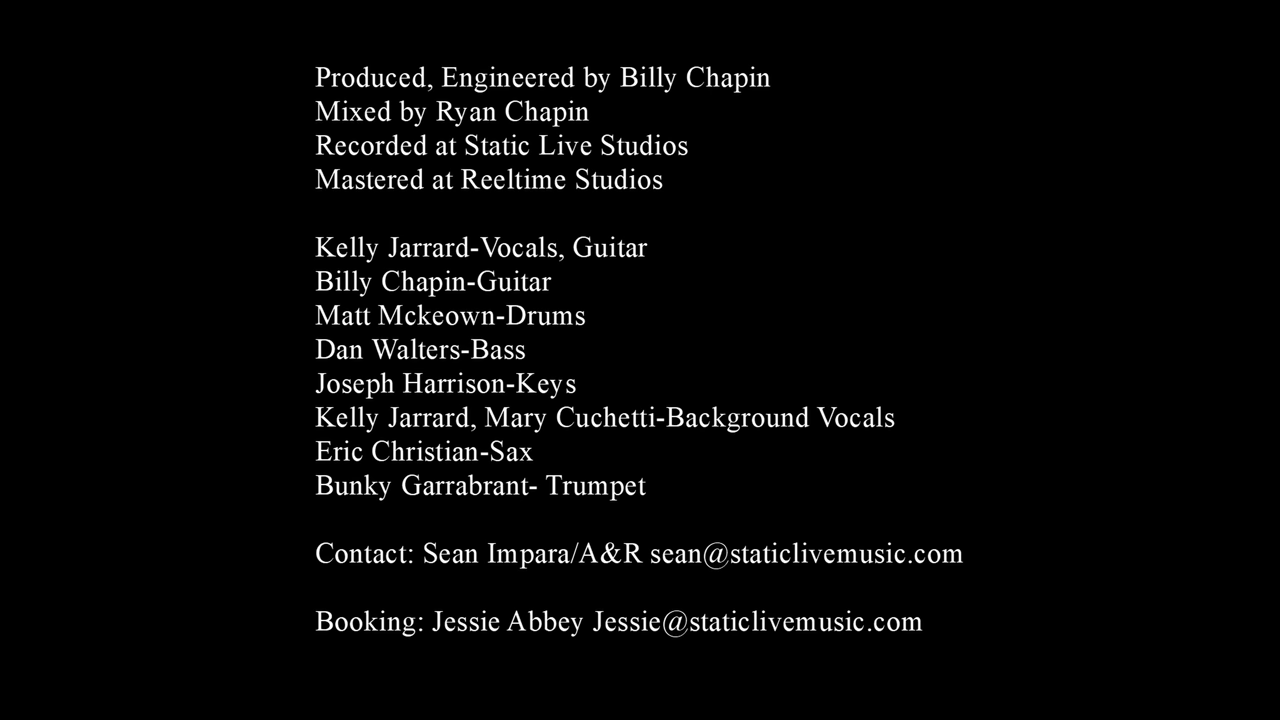 Produced, Engineered by Billy Chapin
Mixed by Ryan Chapin
Recorded at Static Live Studios
Mastered at Reeltime Studios
Kelly Jarrard-Vocals, Guitar
Billy Chapin-Guitar
Matt Mckeown-Drums
Dan Walters-Bass
Joseph Harrison-Keys
Kelly Jarrard, Mary Cuchetti-Background Vocals
Eric Christian-Sax
Bunky Garrabrant- Trumpet
Contact: Sean Impara/A&R sean@staticlivemusic.com
Booking: Jessie Abbey Jessie@staticlivemusic.com